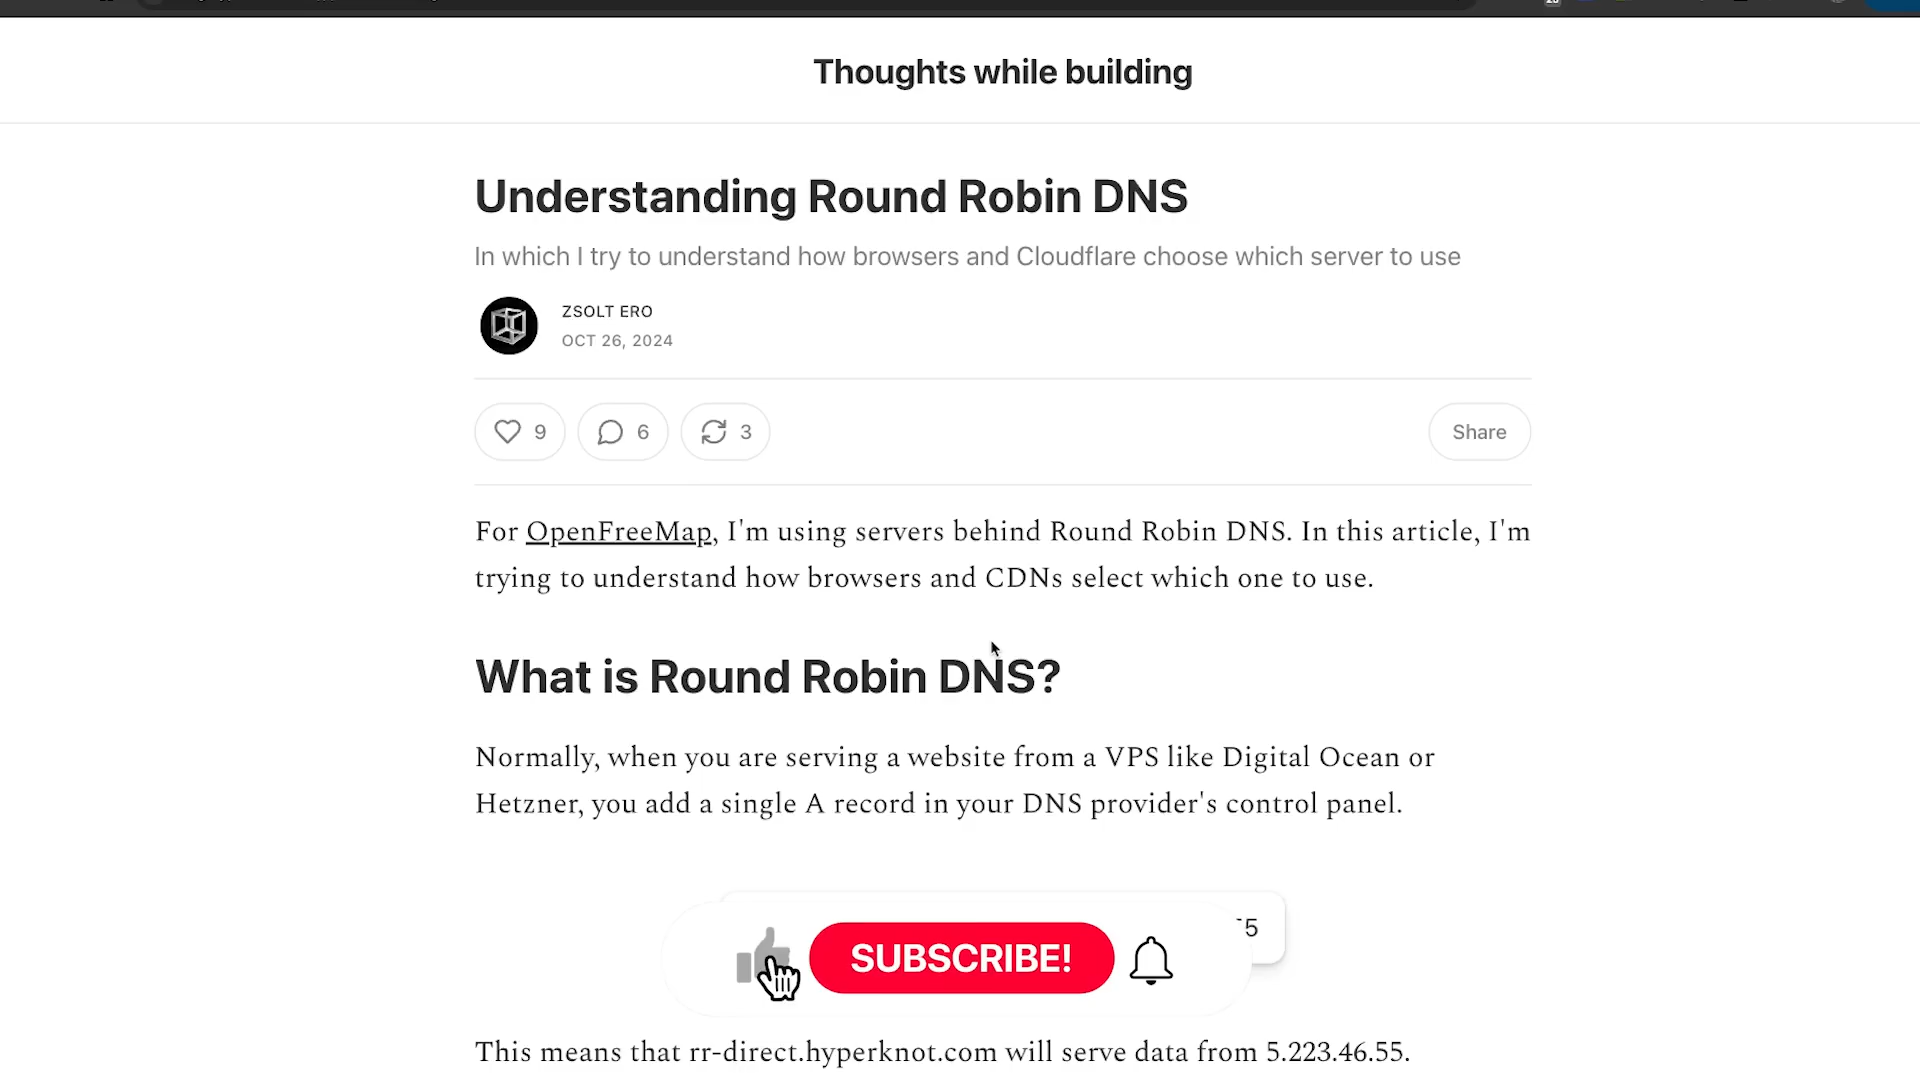 Thoughts while building
Understanding Round Robin DNS
In which I try to understand how browsers and Cloudflare choose which server to use
ZSOLT ERO
OCT 26, 2024
9 6 3 Share
For OpenFreeMap, I'm using servers behind Round Robin DNS. In this article, I'm
trying to understand how browsers and CDNs select which one to use.
What is Round Robin DNS?
Normally, when you are serving a website from a VPS like Digital Ocean or
Hetzner, you add a single A record in your DNS provider's control panel.
SUBSCRIBE!
This means that rr-direct.hyperknot.com will serve data from 5.223.46.55.